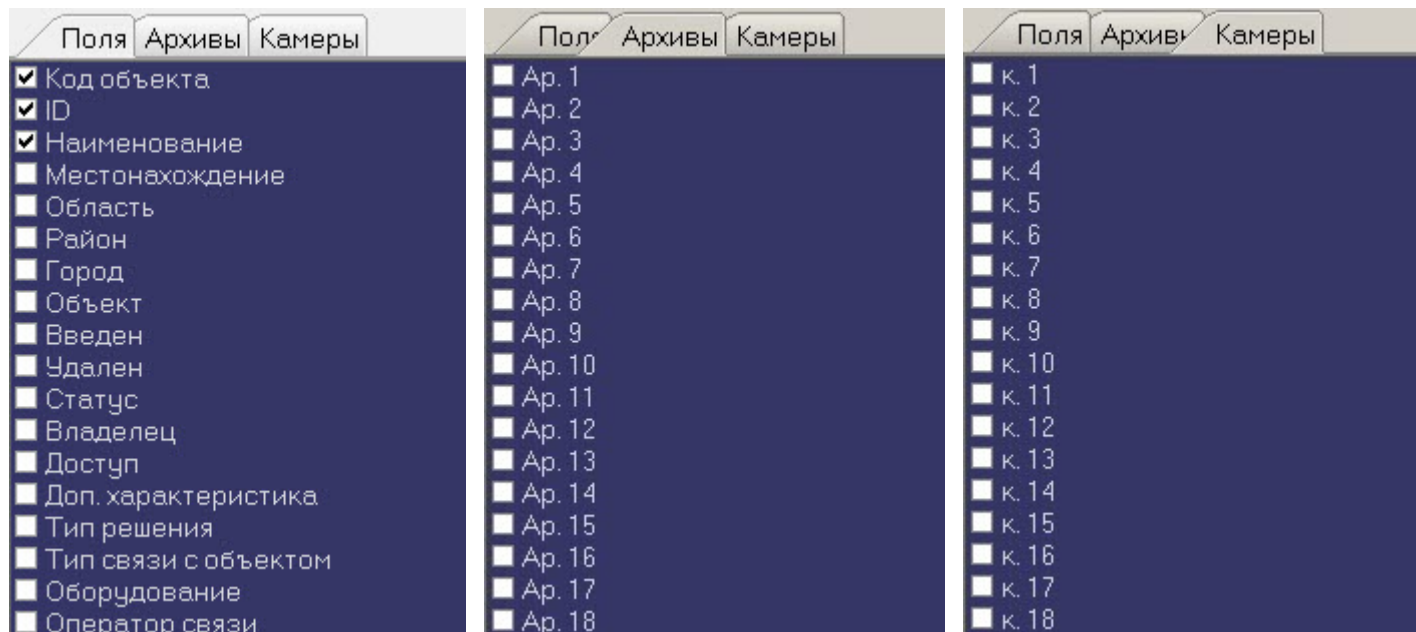 Поля Архивы Камеры
Код объекта
ID
Наименование
Местонахождение
Область
Район
Город
Объект
Введен
Удален
Статус
Владелец
Доступ
Доп. характеристика
Тип решения
Тип связи с объектом
Оборудование
Оператор связи
Поля Архивы Камеры
Ар. 1
Ар. 2
Ар. 3
Ар. 4
Ар. 5
Ар. 6
Ар. 7
Ар. 8
Ар. 9
Ар. 10
Ар. 11
Ар. 12
Ар. 13
Ар. 14
Ар. 15
Ар. 16
Ар. 17
Ар. 18
Поля Архивы Камеры
к. 1
к. 2
к. 3
к. 4
к. 5
к. 6
к. 7
к. 8
к. 9
к. 10
к. 11
к. 12
к. 13
к. 14
к. 15
к. 16
к. 17
к. 18